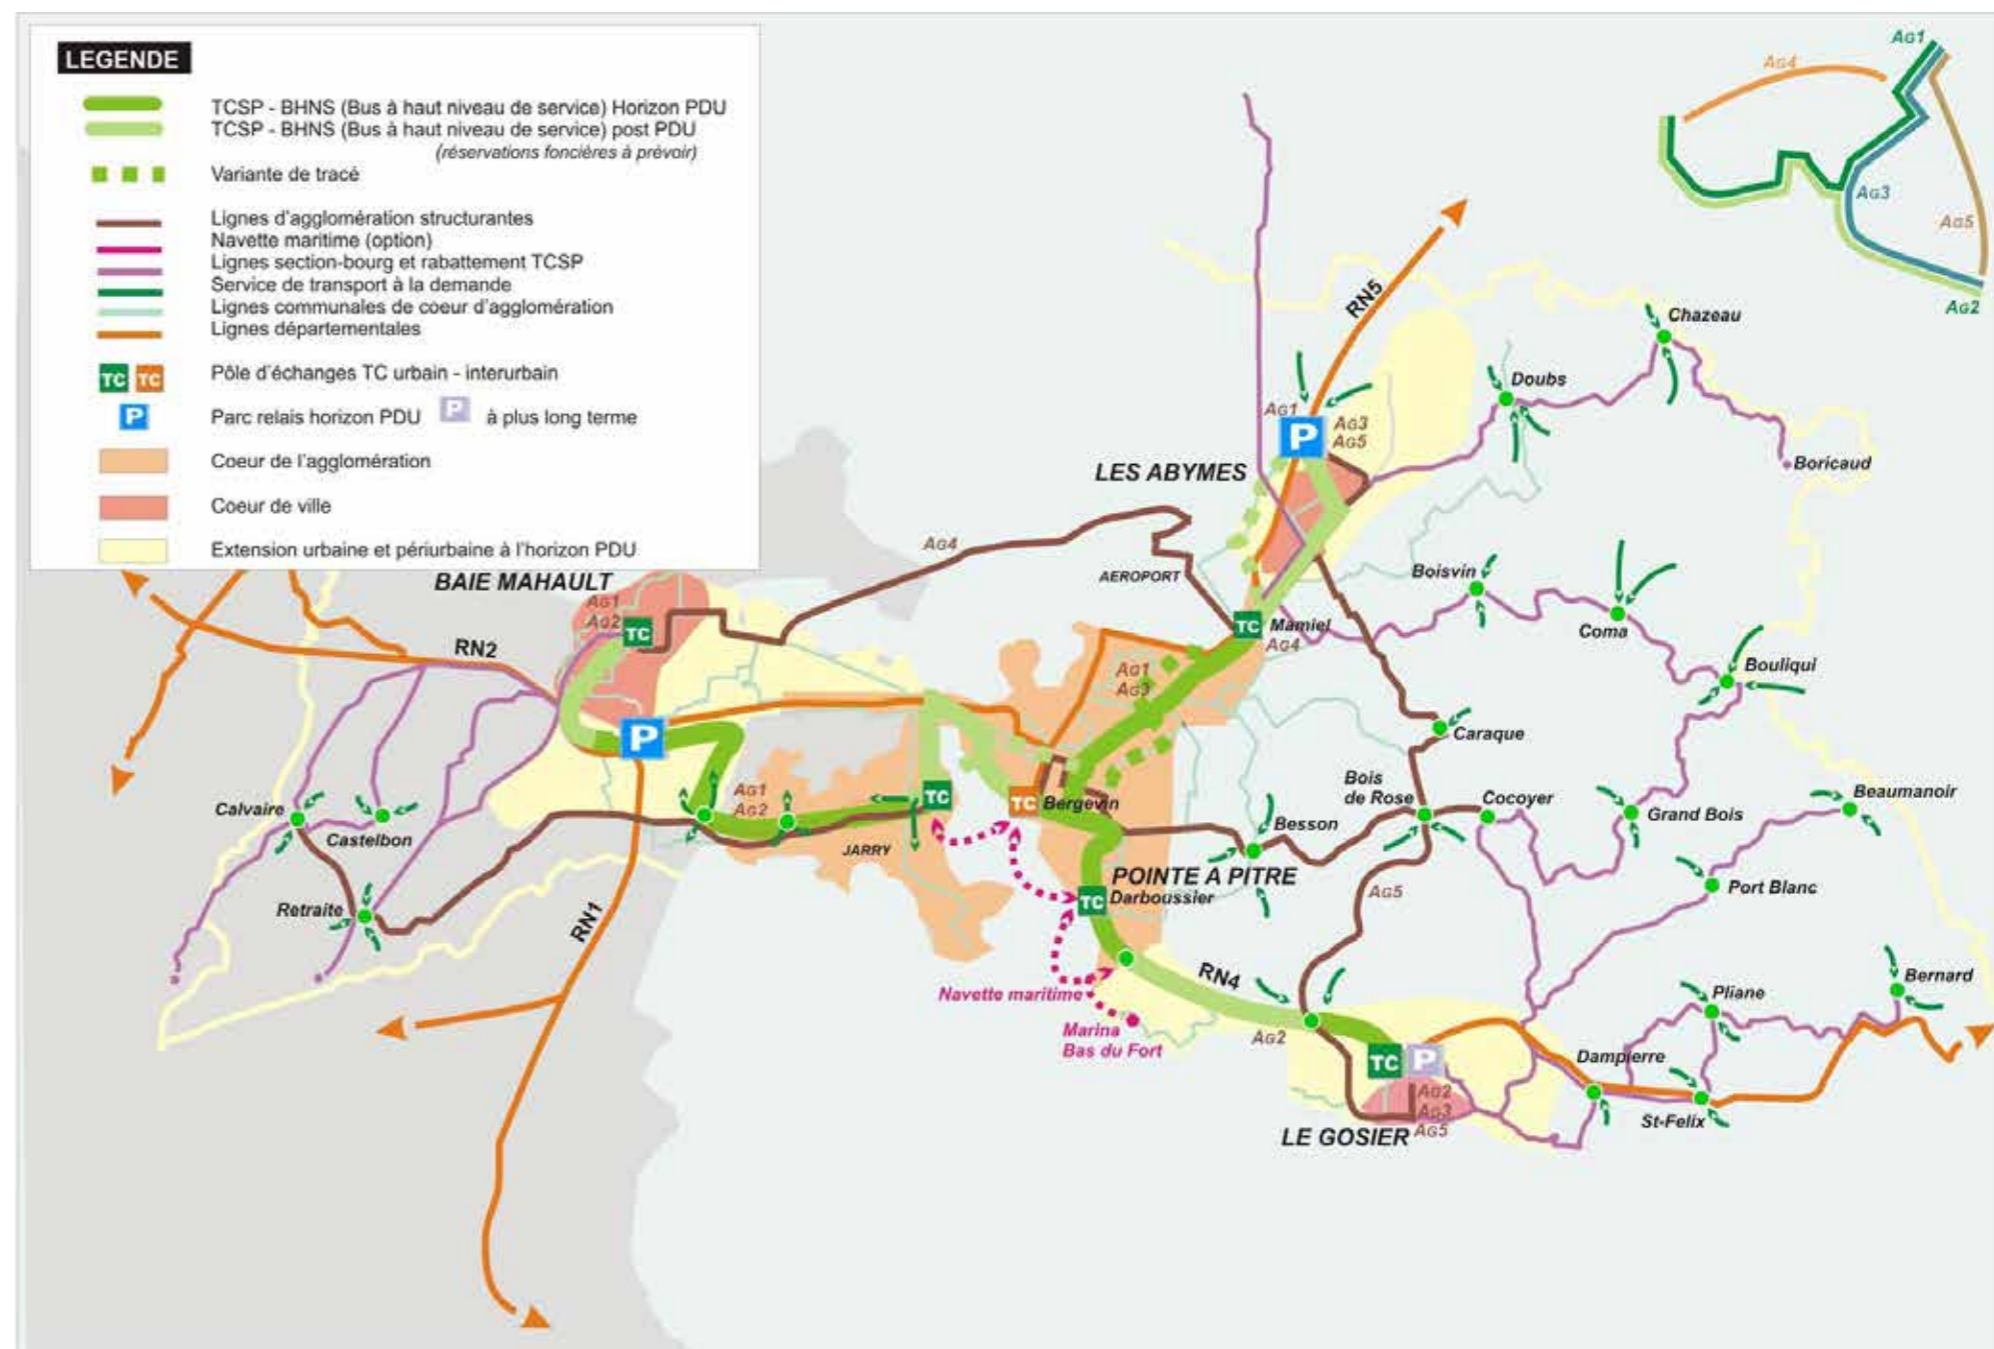 LEGENDE
TCSP - BHNS (Bus à haut niveau de service) Horizon PDU
TCSP - BHNS (Bus à haut niveau de service) post PDU
(réservations foncières à prévoir)
Variante de tracé
Lignes d'agglomération structurantes
Navette maritime (option)
Lignes section-bourg et rabattement TCSP
Service de transport à la demande
Lignes communales de coeur d'agglomération
Lignes départementales
TC TC Pôle d'échanges TC urbain - interurbain
P Parc relais horizon PDU P à plus long terme
Coeur de l'agglomération
Coeur de ville
Extension urbaine et périurbaine à l'horizon PDU
AG1
AG4
AG3
AG5
AG2
RN5
Chazeau
Doubs
AG1
P
AG3
AG5
Boricaud
LES ABYMES
AG4
AEROPORT
Boisvin
BAIE MAHAULT
AG1
AG2
TC
TC
Mamiel
AG4
Coma
RN2
AG1
AG3
Bouliqui
P
Caraque
AG1
AG2
TC
TC
Bergevin
Bois
de Rose
Cocoyer
Beaumanoir
Calvaire
Castelbon
JARRY
Besson
Grand Bois
POINTE A PITRE
TC
Darboussier
AG5
Port Blanc
Retraite
RN1
RN4
Navette maritime
Bernard
Pliane
Marina
Bas du Fort
AG2
TC
P
Dampierre
AG2
AG3
AG5
St-Felix
LE GOSIER